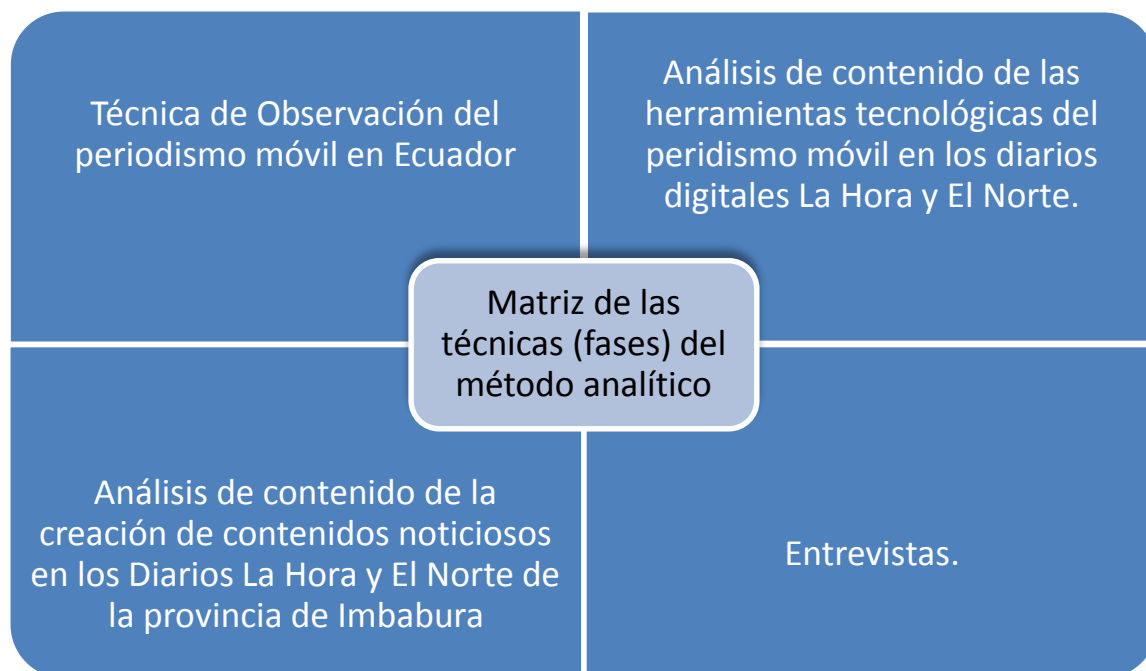 Técnica de Observación del
periodismo móvil en Ecuador
Análisis de contenido de las
herramientas tecnológicas del
peridismo móvil en los diarios
digitales La Hora y El Norte.
Matriz de las
técnicas (fases) del
método analítico
Análisis de contenido de la
creación de contenidos noticiosos
en los Diarios La Hora y El Norte de
la provincia de Imbabura
Entrevistas.